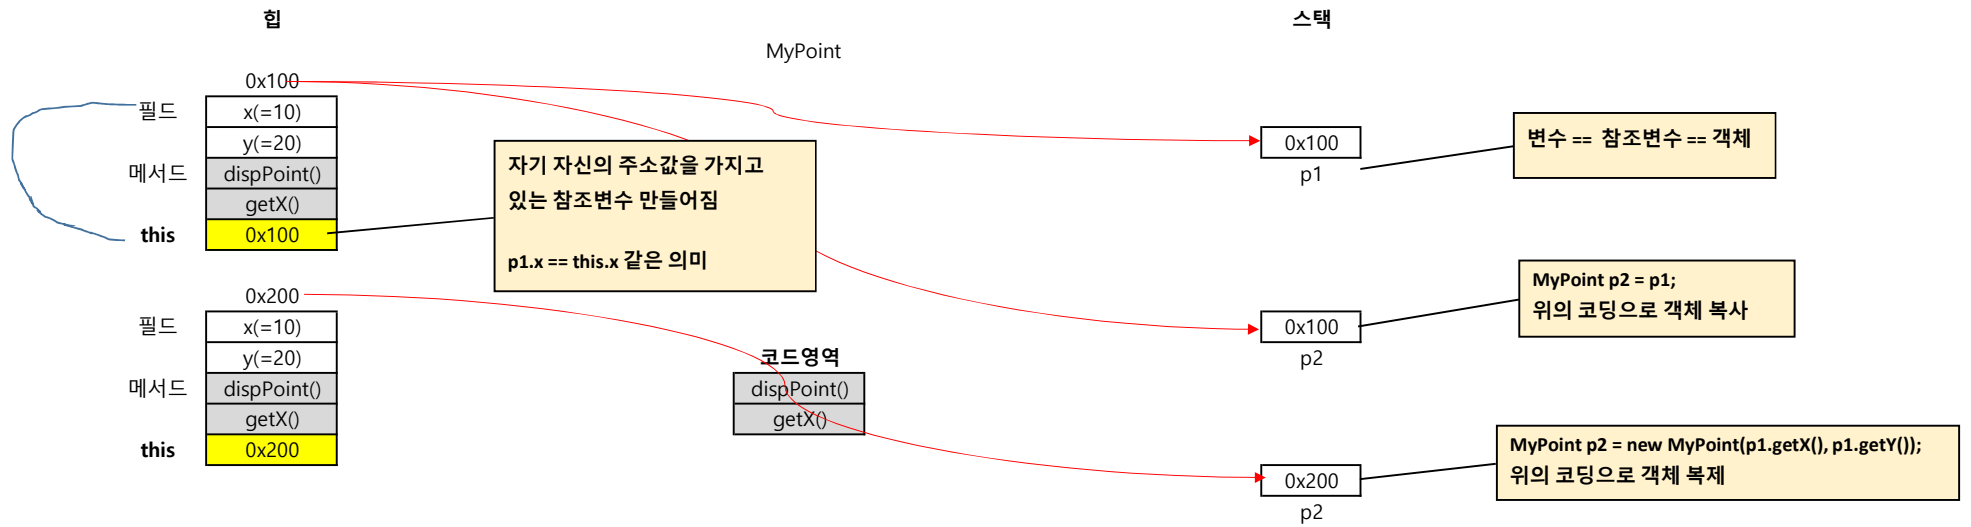 힙
스택
MyPoint
0x100
필드
x(=10)
y(=20)
메서드
dispPoint()
getX()
this
0x100
자기 자신의 주소값을 가지고
있는 참조변수 만들어짐
p1.x == this.x 같은 의미
0x100
p1
변수 == 참조변수 == 객체
0x200
필드
x(=10)
y(=20)
메서드
dispPoint()
getX()
this
0x200
코드영역
dispPoint()
getX()
0x100
p2
MyPoint p2 = p1;
위의 코딩으로 객체 복사
0x200
p2
MyPoint p2 = new MyPoint(p1.getX(), p1.getY());
위의 코딩으로 객체 복제